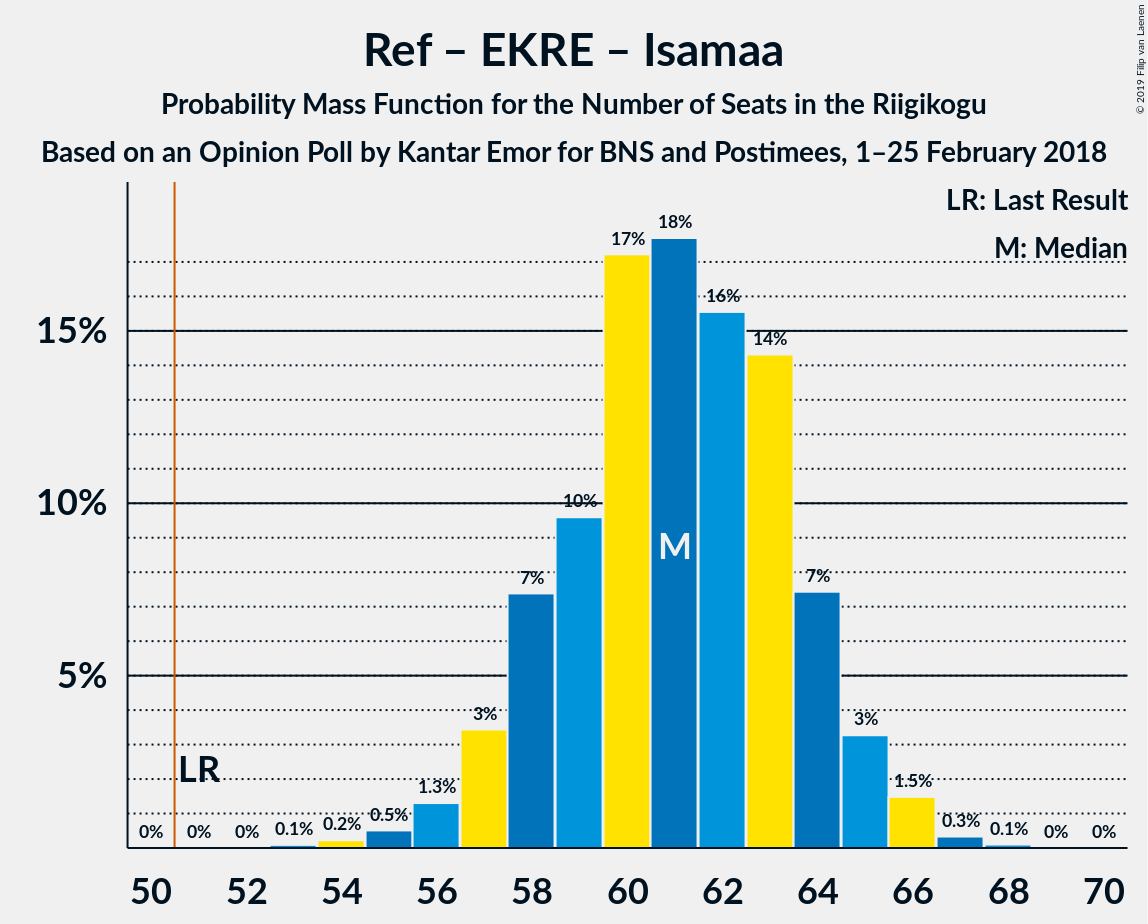 Ref – EKRE – Isamaa
Probability Mass Function for the Number of Seats in the Riigikogu
Based on an Opinion Poll by Kantar Emor for BNS and Postimees, 1–25 February 2018
© 2019 Filip van Laenen
LR: Last Result
M: Median
18%
17%
16%
15%
14%
10%
10%
M
7%
7%
5%
3%
3%
LR
1.3%
1.5%
0.5%
0.3%
0.2%
0.1%
0.1%
0%
0%
0%
0%
0%
50 52 54 56 58 60 62 64 66 68 70